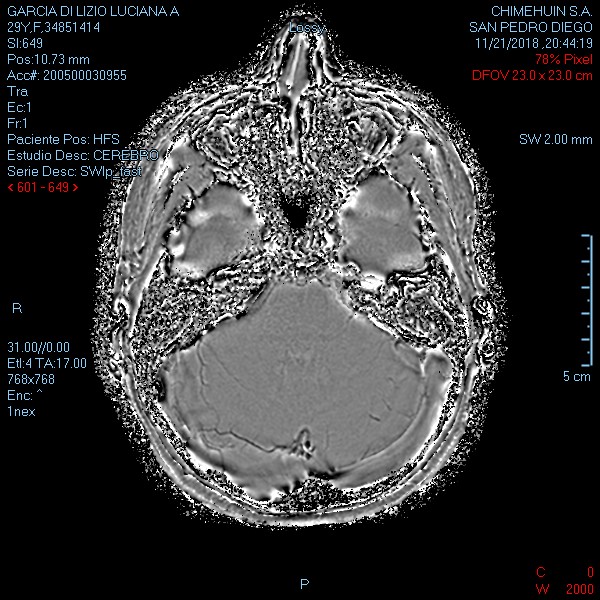 GARCIA DI LIZIO LUCIANA A
29Y,F,34851414
SI:649
Pos:10.73 mm
Acc#: 200500030955
Tra
Ec:1
Fr:1
Paciente Pos: HFS
Estudio Desc: CEREBRO
Serie Desc: SWIp_fast
< 601 - 649 >
Lossy
CHIMEHUIN S.A.
SAN PEDRO DIEGO
11/21/2018 ,20:44:19
78% Pixel
DFOV 23.0 x 23.0 cm
SW 2.00 mm
R
31.00//0.00
Etl:4 TA:17.00
768x768
Enc: ^
1nex
5 cm
P
C 0
W 2000